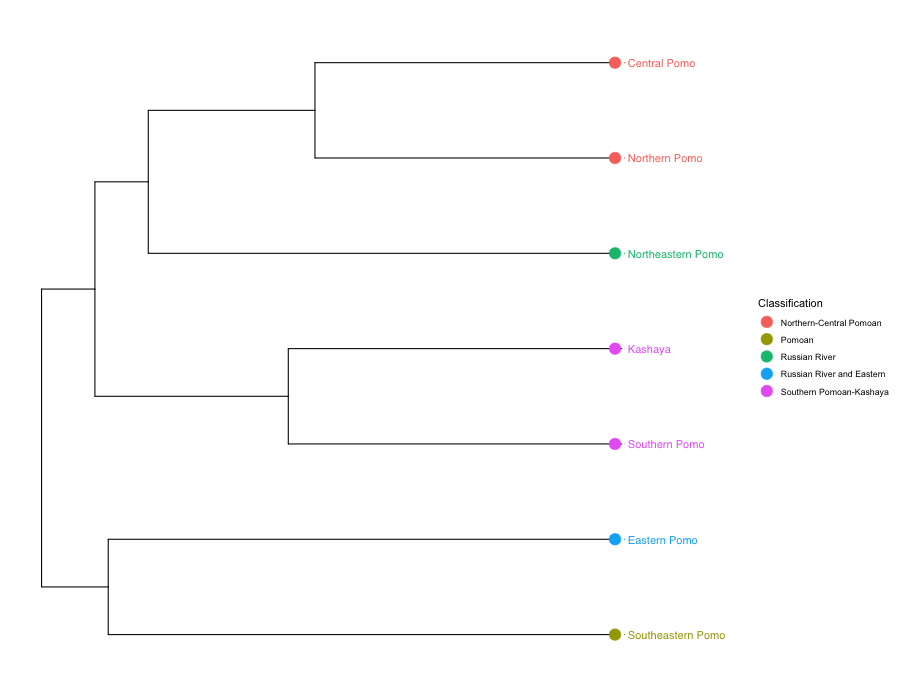 Central Pomo
Northern Pomo
Northeastern Pomo
Kashaya
Southern Pomo
Eastern Pomo
Southeastern Pomo
Classification
Northern-Central Pomoan
Pomoan
Russian River
Russian River and Eastern
Southern Pomoan-Kashaya